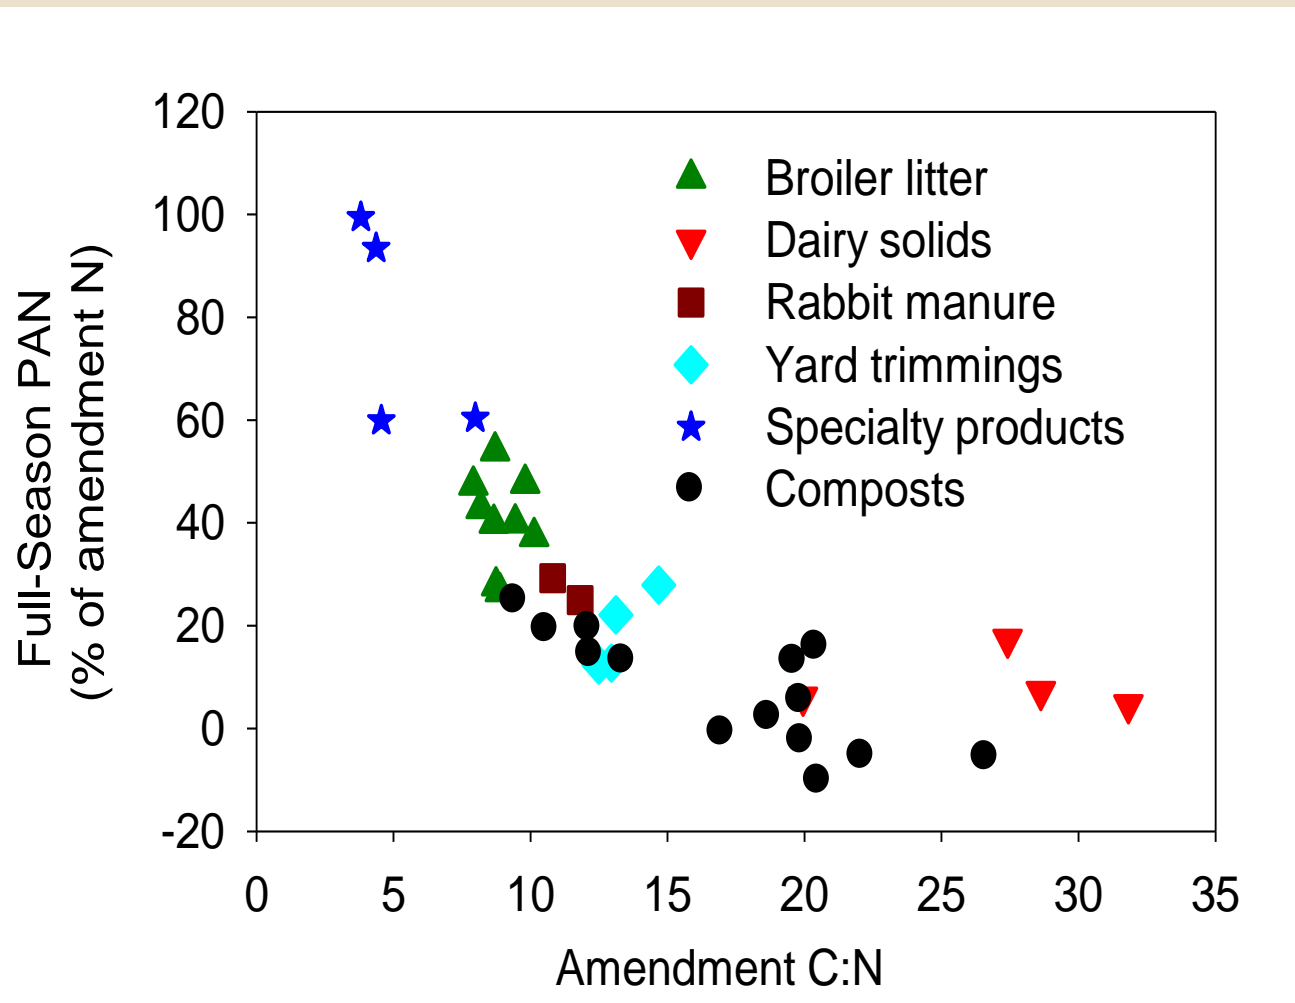 120
100
80
60
40
20
0
-20
Full-Season PAN
(% of amendment N)
Broiler litter
Dairy solids
Rabbit manure
Yard trimmings
Specialty products
Composts
0 5 10 15 20 25 30 35
Amendment C:N